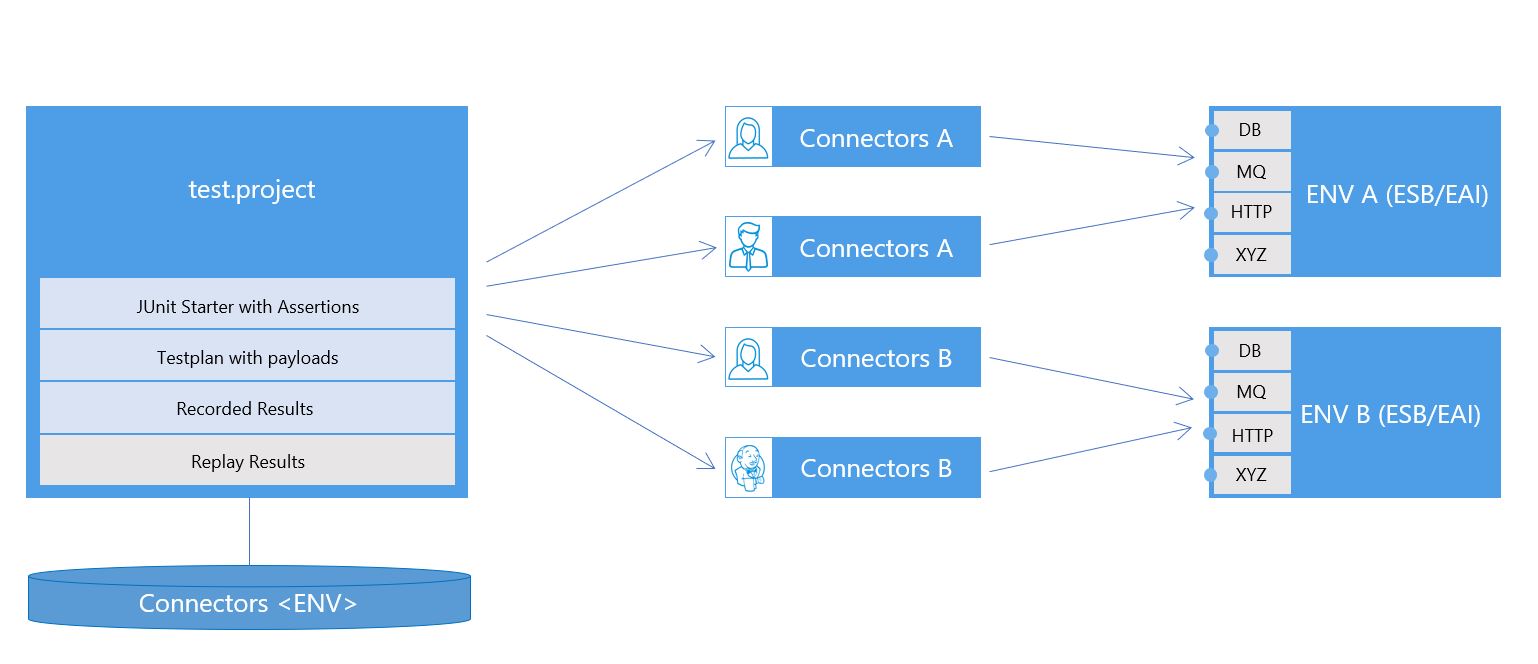 test.project
JUnit Starter with Assertions
Testplan with payloads
Recorded Results
Replay Results
Connectors <ENV>
Connectors A
Connectors A
Connectors B
Connectors B
DB
MQ
HTTP
XYZ
ENV A (ESB/EAI)
DB
MQ
HTTP
XYZ
ENV B (ESB/EAI)